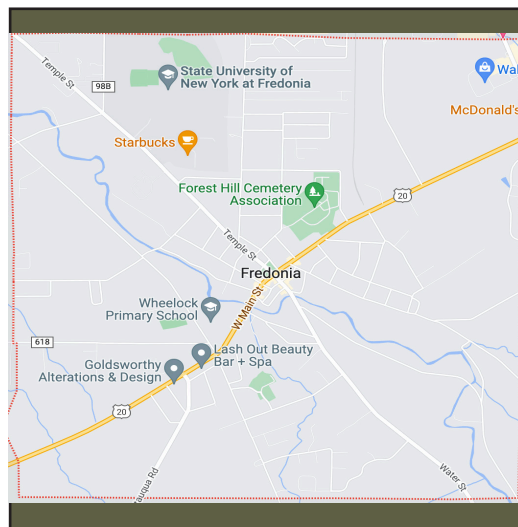 Temple St
98B
State University of
New York at Fredonia
Wal
McDonald's
Starbucks
Forest Hill Cemetery
Association
20
Temple St
Fredonia
W Main St
Wheelock
Primary School
618
Lash Out Beauty
Bar + Spa
Goldsworthy
Alterations & Design
20
Water St
auqua Rd